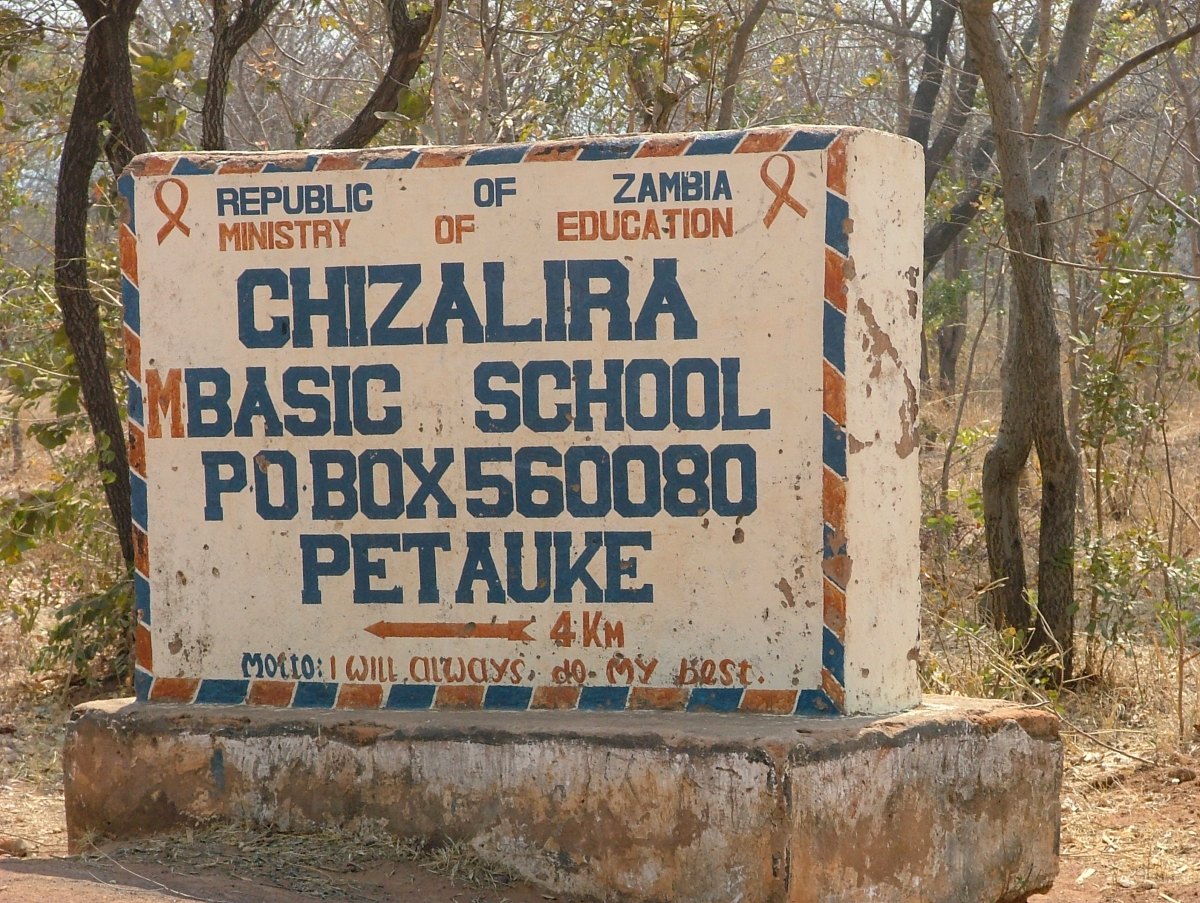 REPUBLIC OF ZAMBIA
MINISTRY OF EDUCATION
CHIZALIRA
MBASIC SCHOOL
PO BOX 560080
PETAUKE
4 Km
Motto: I will always do my best.